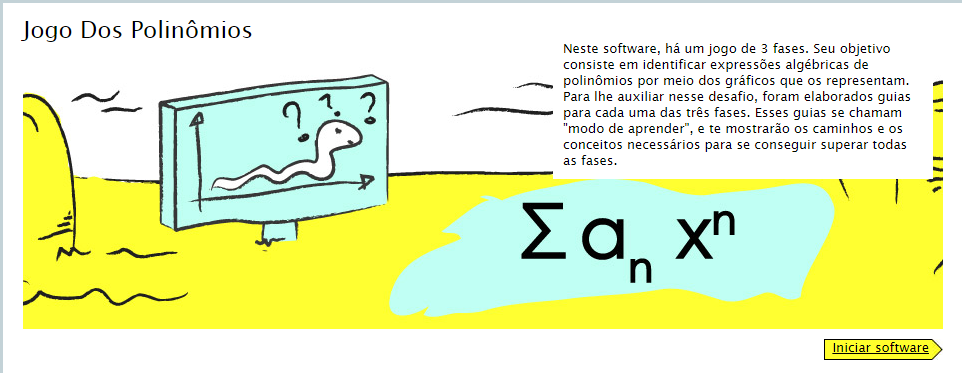 Jogo Dos Polinômios
Neste software, há um jogo de 3 fases. Seu objetivo
consiste em identificar expressões algébricas de
polinômios por meio dos gráficos que os representam.
Para lhe auxiliar nesse desafio, foram elaborados guias
para cada uma das três fases. Esses guias se chamam
"modo de aprender", e te mostrarão os caminhos e os
conceitos necessários para se conseguir superar todas
as fases.
? ? ?
Σ aₙ xⁿ
Iniciar software